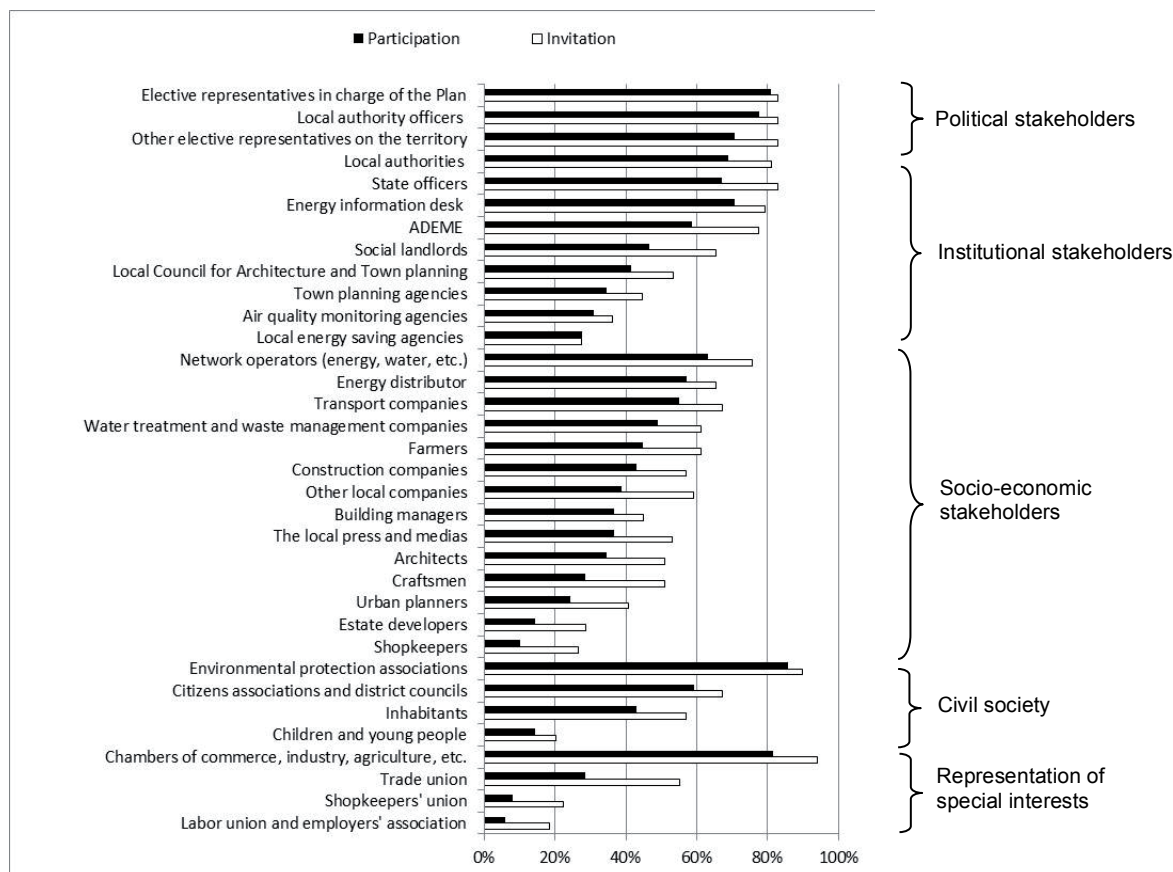 Participation Invitation
Elective representatives in charge of the Plan
Local authority officers
Other elective representatives on the territory
Local authorities
State officers
Energy information desk
ADEME
Social landlords
Local Council for Architecture and Town planning
Town planning agencies
Air quality monitoring agencies
Local energy saving agencies
Network operators (energy, water, etc.)
Energy distributor
Transport companies
Water treatment and waste management companies
Farmers
Construction companies
Other local companies
Building managers
The local press and medias
Architects
Craftsmen
Urban planners
Estate developers
Shopkeepers
Environmental protection associations
Citizens associations and district councils
Inhabitants
Children and young people
Chambers of commerce, industry, agriculture, etc.
Trade union
Shopkeepers' union
Labor union and employers' association
0% 20% 40% 60% 80% 100%
Political stakeholders
Institutional stakeholders
Socio-economic
stakeholders
Civil society
Representation of
special interests